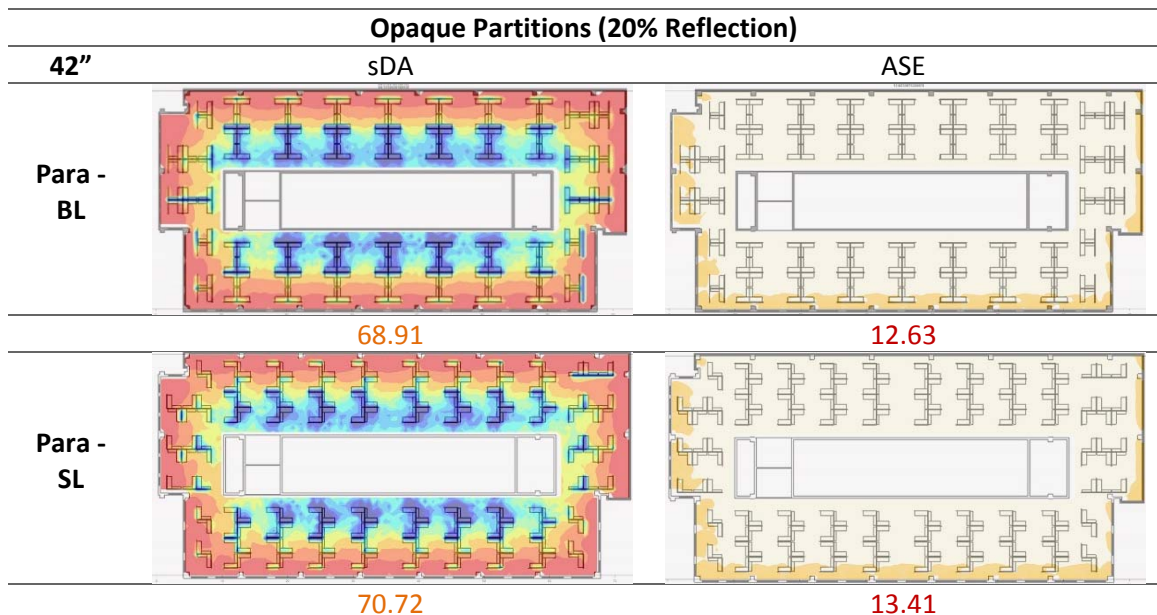 Opaque Partitions (20% Reflection)
42” sDA ASE
Para -
BL
68.91 12.63
Para -
SL
70.72 13.41